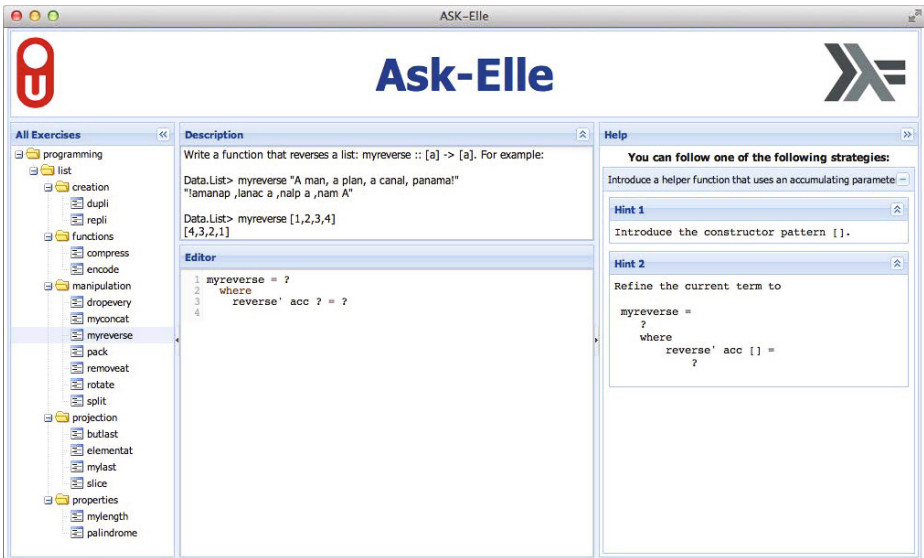 ASK-Elle
Ask-Elle
All Exercises
programming
list
creation
dupli
repli
functions
compress
encode
manipulation
dropevery
myconcat
myreverse
pack
removeat
rotate
split
projection
butlast
elementat
mylast
slice
properties
mylength
palindrome
Description
Write a function that reverses a list: myreverse :: [a] -> [a]. For example:
Data.List> myreverse "A man, a plan, a canal, panama!"
"!amanap ,lanac a ,nalp a ,nam A"
Data.List> myreverse [1,2,3,4]
[4,3,2,1]
Editor
1 myreverse = ?
2 where
3 reverse' acc ? = ?
4
Help
You can follow one of the following strategies:
Introduce a helper function that uses an accumulating paramete
Hint 1
Introduce the constructor pattern [].
Hint 2
Refine the current term to
myreverse =
?
where
reverse' acc [] =
?